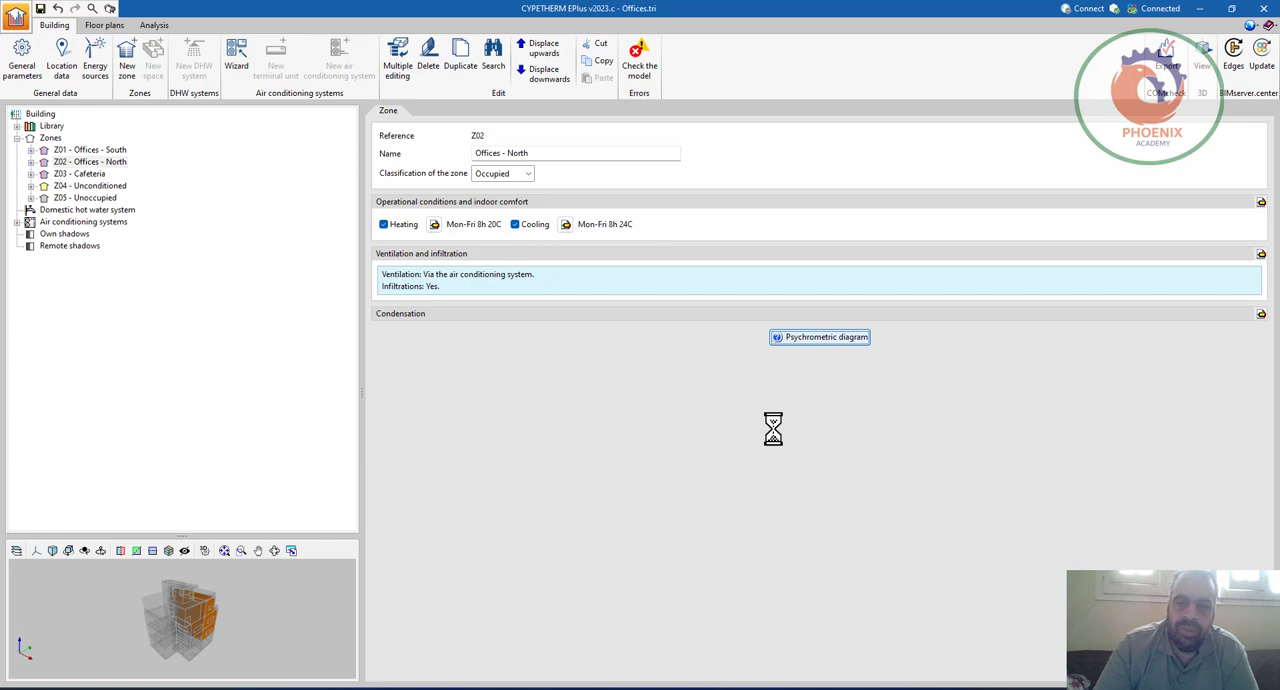 CYPETHERM EPlus v2023.c - Offices.tri
Connect
Connected
Building
Floor plans
Analysis
General parameters
Location data
Energy sources
New zone
New space
New DHW system
Wizard
New terminal unit
New air conditioning system
Multiple editing
Delete
Duplicate
Search
Displace upwards
Displace downwards
Cut
Copy
Paste
Check the model
Export
View
Edges
Update
General data
Zones
DHW systems
Air conditioning systems
Edit
Errors
COMcheck
3D
BIMserver.center
PHOENIX
ACADEMY
Building
Library
Zones
Z01 - Offices - South
Z02 - Offices - North
Z03 - Cafeteria
Z04 - Unconditioned
Z05 - Unoccupied
Domestic hot water system
Air conditioning systems
Own shadows
Remote shadows
Zone
Reference Z02
Name Offices - North
Classification of the zone Occupied
Operational conditions and indoor comfort
Heating Mon-Fri 8h 20C Cooling Mon-Fri 8h 24C
Ventilation and infiltration
Ventilation: Via the air conditioning system.
Infiltrations: Yes.
Condensation
Psychrometric diagram